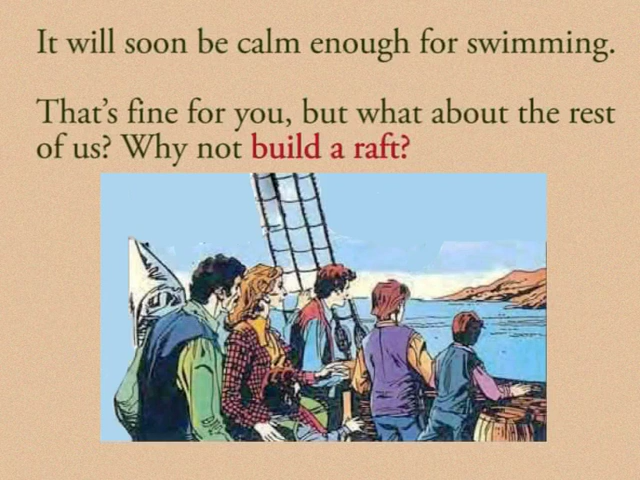 It will soon be calm enough for swimming.
That's fine for you, but what about the rest
of us? Why not build a raft?